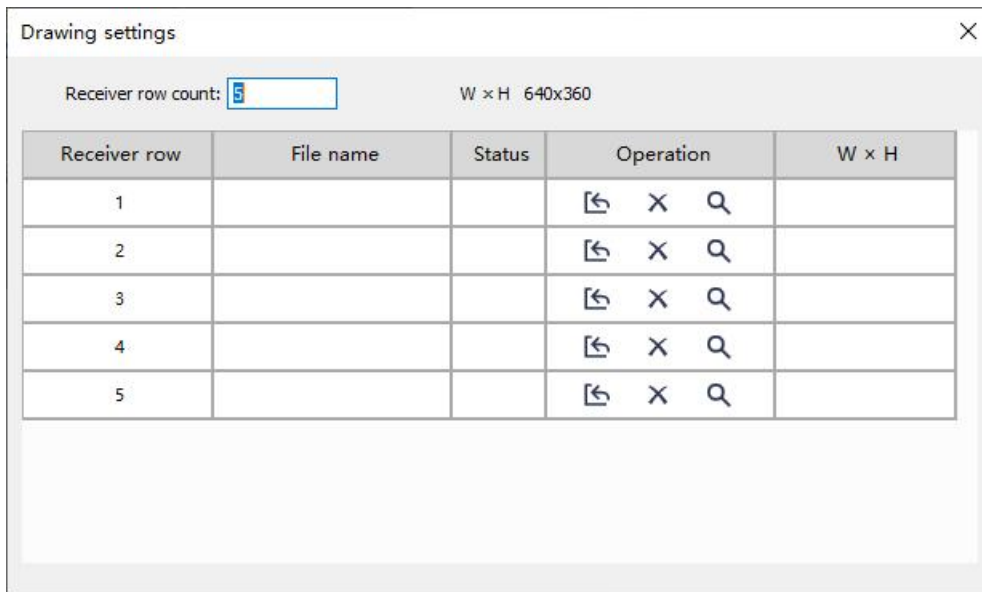 Drawing settings
Receiver row count: 5 W × H 640x360
Receiver row File name Status Operation W × H
1
2
3
4
5